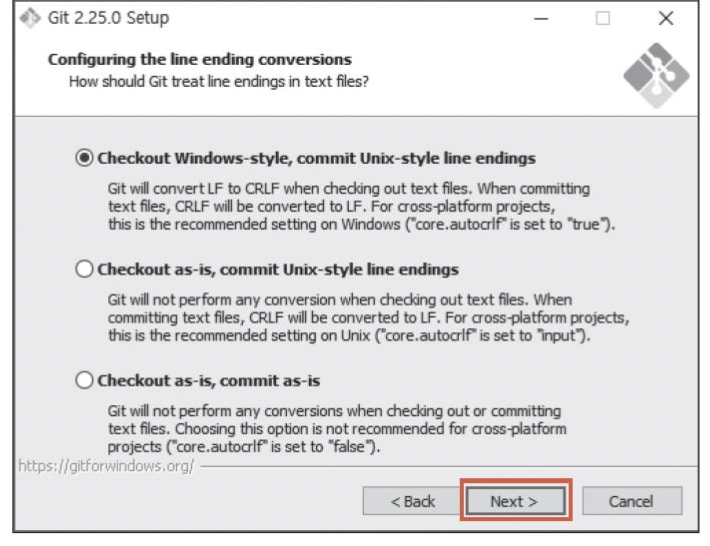 Git 2.25.0 Setup
Configuring the line ending conversions
How should Git treat line endings in text files?
Checkout Windows-style, commit Unix-style line endings
Git will convert LF to CRLF when checking out text files. When committing
text files, CRLF will be converted to LF. For cross-platform projects,
this is the recommended setting on Windows ("core.autocrlf" is set to "true").
Checkout as-is, commit Unix-style line endings
Git will not perform any conversion when checking out text files. When
committing text files, CRLF will be converted to LF. For cross-platform projects,
this is the recommended setting on Unix ("core.autocrlf" is set to "input").
Checkout as-is, commit as-is
Git will not perform any conversions when checking out or committing
text files. Choosing this option is not recommended for cross-platform
projects ("core.autocrlf" is set to "false").
https://gitforwindows.org/
< Back
Next >
Cancel